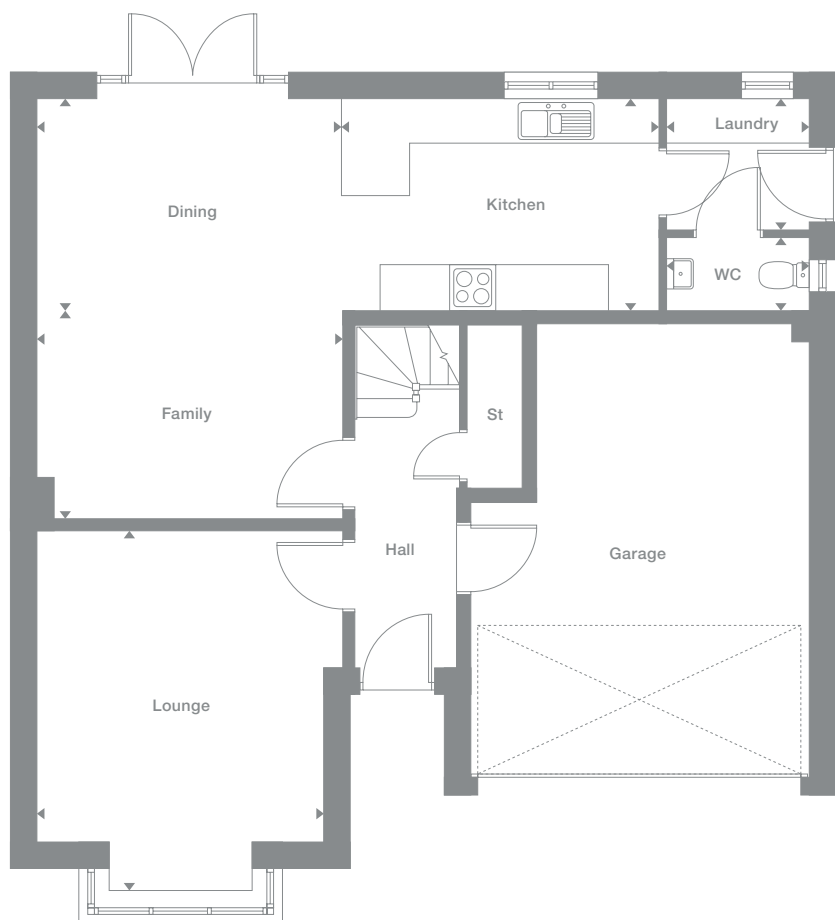 Laundry
Dining
Kitchen
WC
Family
St
Hall
Garage
Lounge